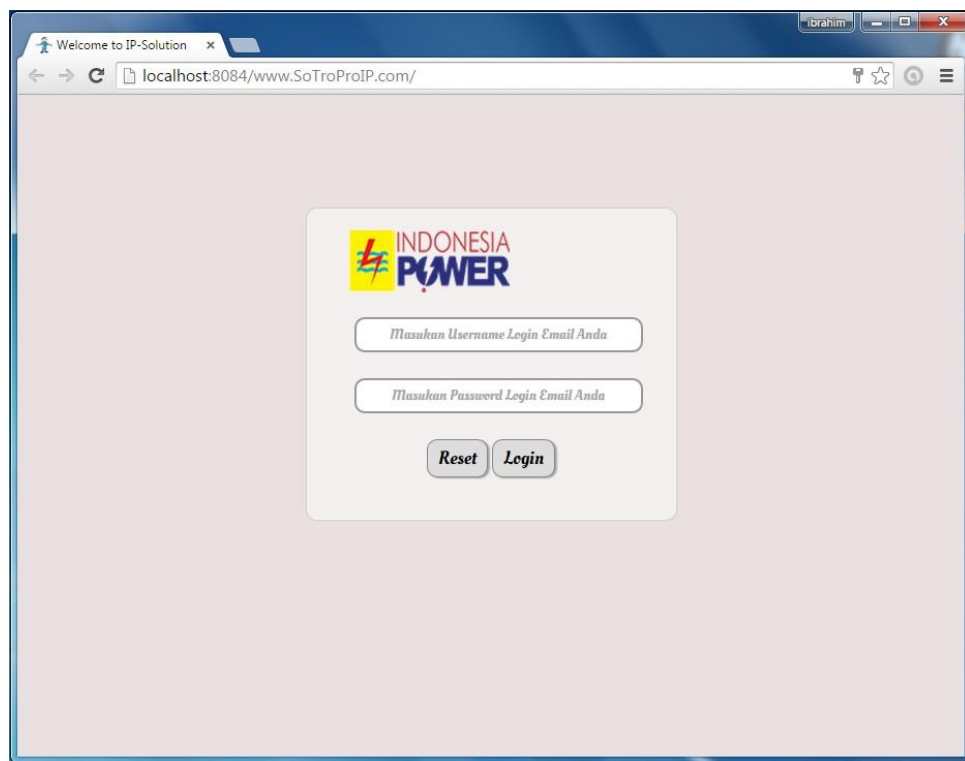 ibrahim
Welcome to IP-Solution
localhost:8084/www.SoTroProIP.com/
INDONESIA
POWER
Masukan Username Login Email Anda
Masukan Password Login Email Anda
Reset Login